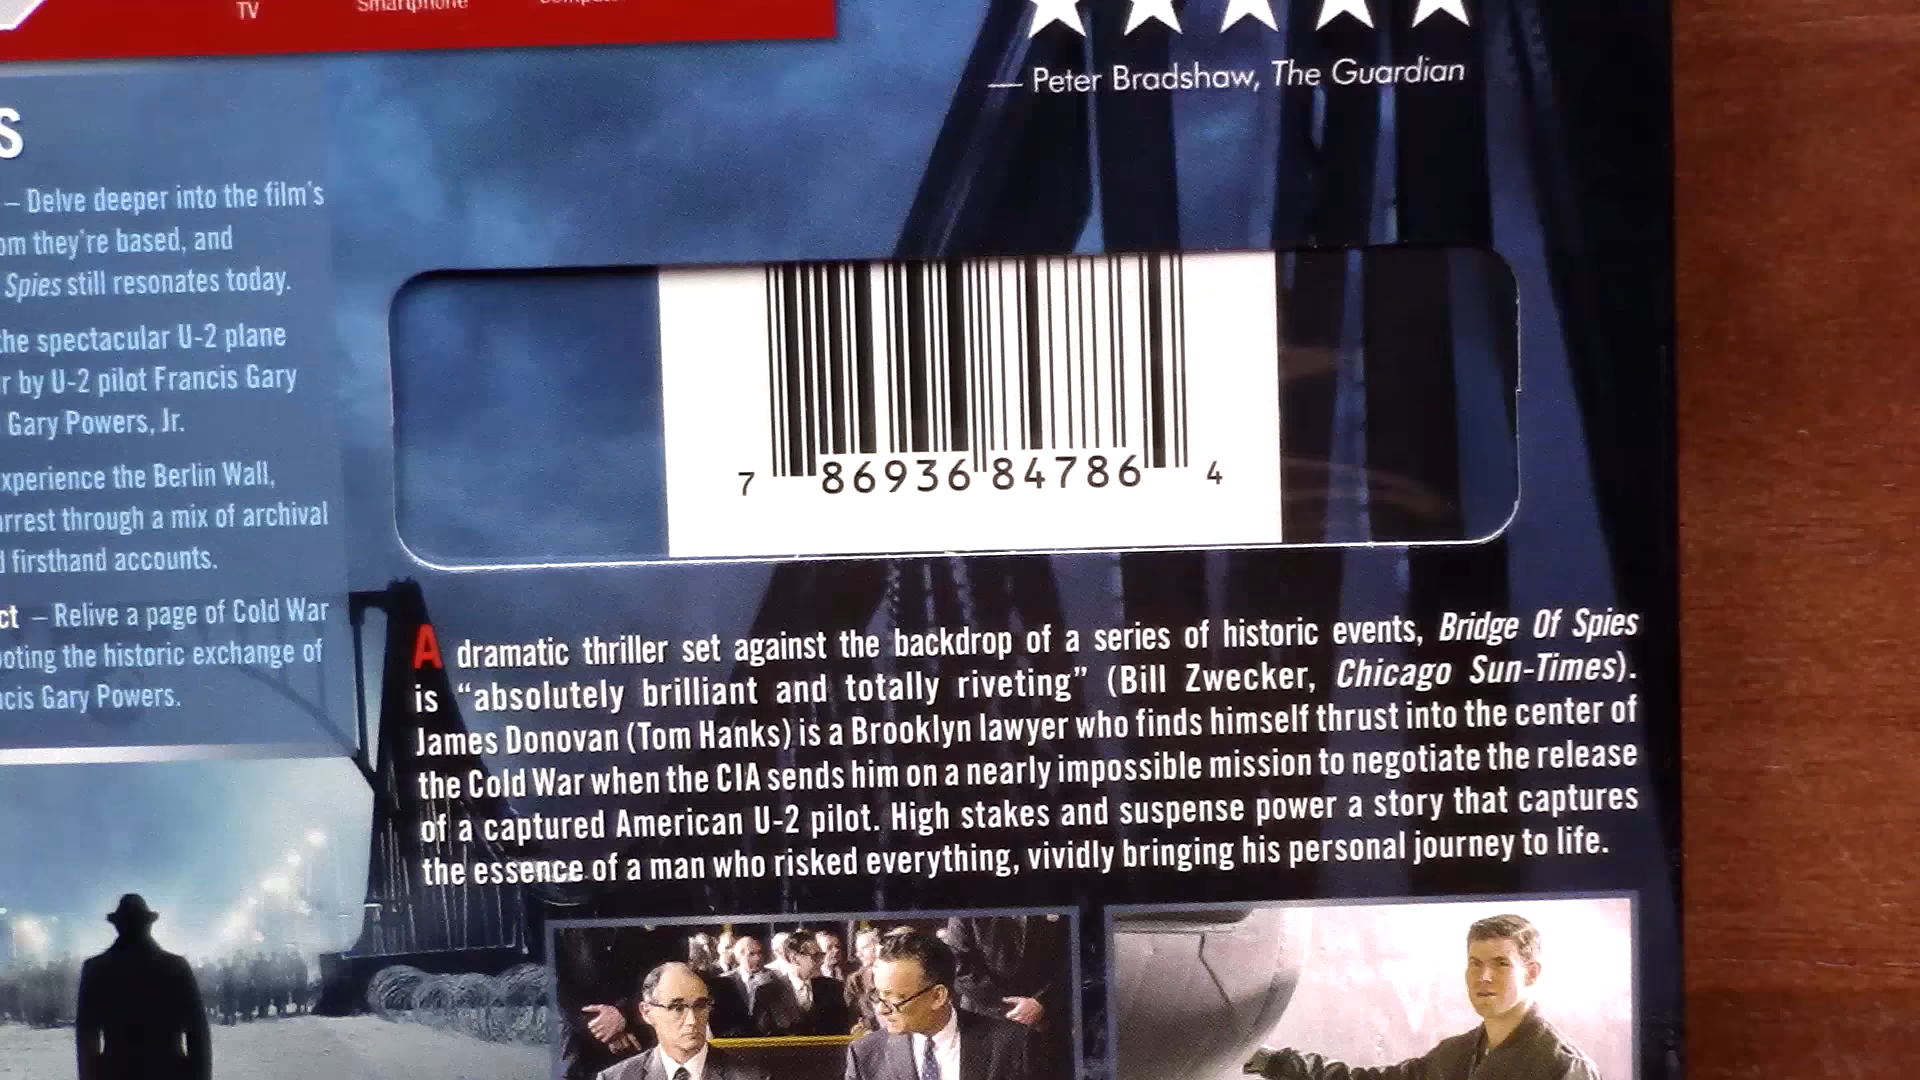 TV Smartphone
— Peter Bradshaw, The Guardian
S
– Delve deeper into the film's
they're based, and
Spies still resonates today.
the spectacular U-2 plane
by U-2 pilot Francis Gary
Gary Powers, Jr.
xperience the Berlin Wall,
arrest through a mix of archival
firsthand accounts.
ct – Relive a page of Cold War
ooting the historic exchange of
ncis Gary Powers.
7 86936 84786 4
A dramatic thriller set against the backdrop of a series of historic events, Bridge Of Spies
is “absolutely brilliant and totally riveting” (Bill Zwecker, Chicago Sun-Times).
James Donovan (Tom Hanks) is a Brooklyn lawyer who finds himself thrust into the center of
the Cold War when the CIA sends him on a nearly impossible mission to negotiate the release
of a captured American U-2 pilot. High stakes and suspense power a story that captures
the essence of a man who risked everything, vividly bringing his personal journey to life.